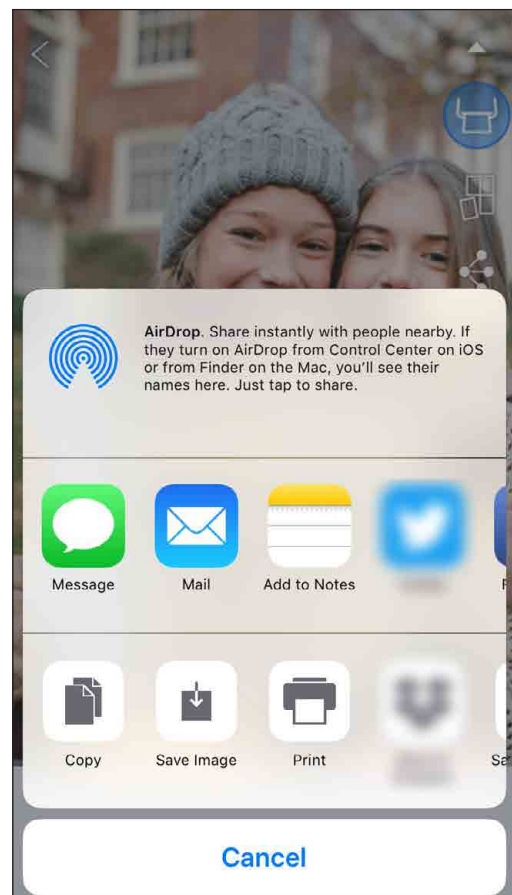 AirDrop. Share instantly with people nearby. If
they turn on AirDrop from Control Center on iOS
or from Finder on the Mac, you'll see their
names here. Just tap to share.
Message Mail Add to Notes
Copy Save Image Print
Cancel